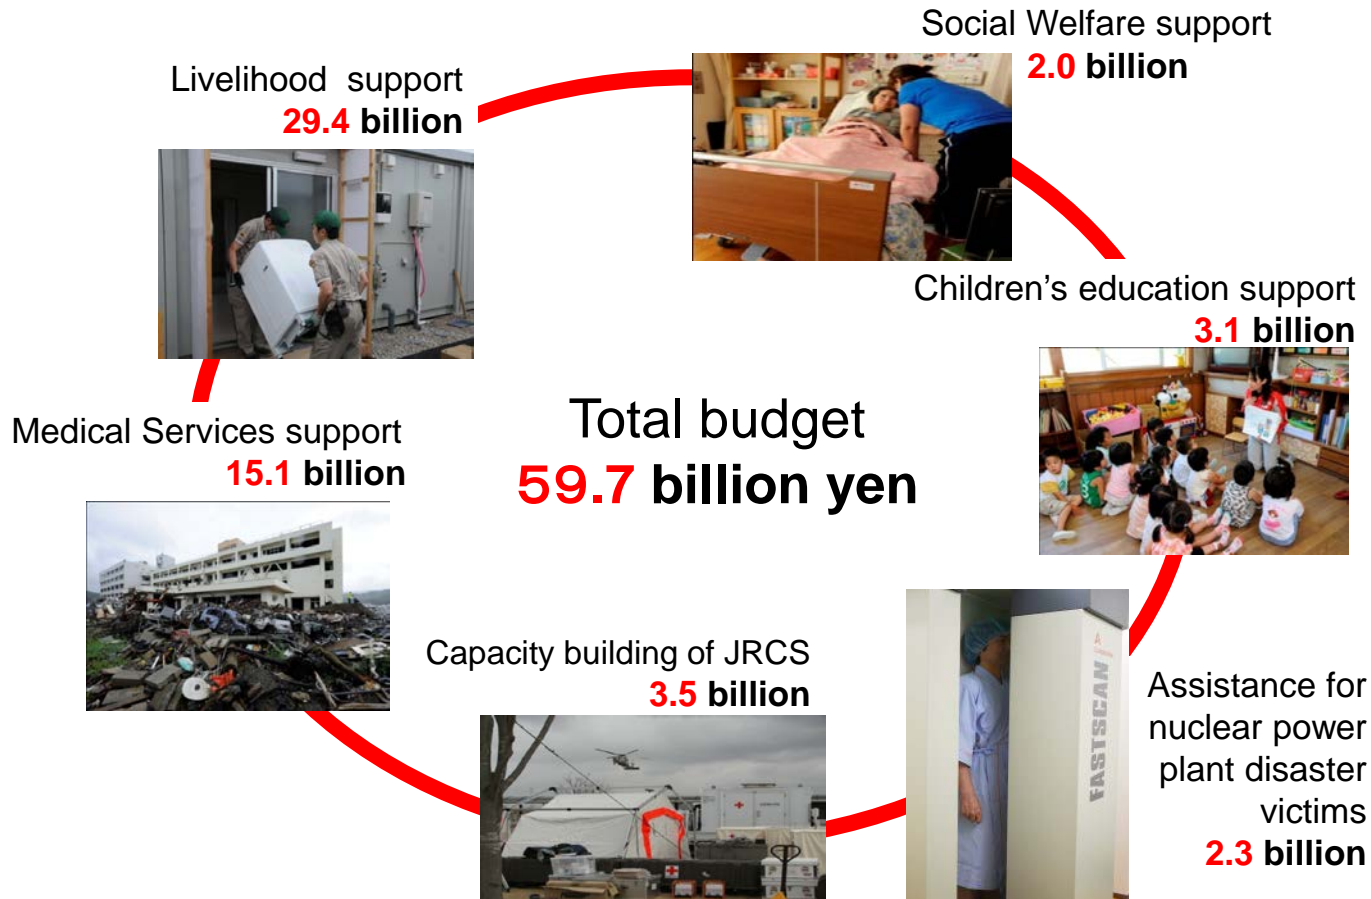 Social Welfare support
2.0 billion
Livelihood support
29.4 billion
Children's education support
3.1 billion
Total budget
59.7 billion yen
Medical Services support
15.1 billion
Capacity building of JRCS
3.5 billion
FASTSCAN
Assistance for
nuclear power
plant disaster
victims
2.3 billion